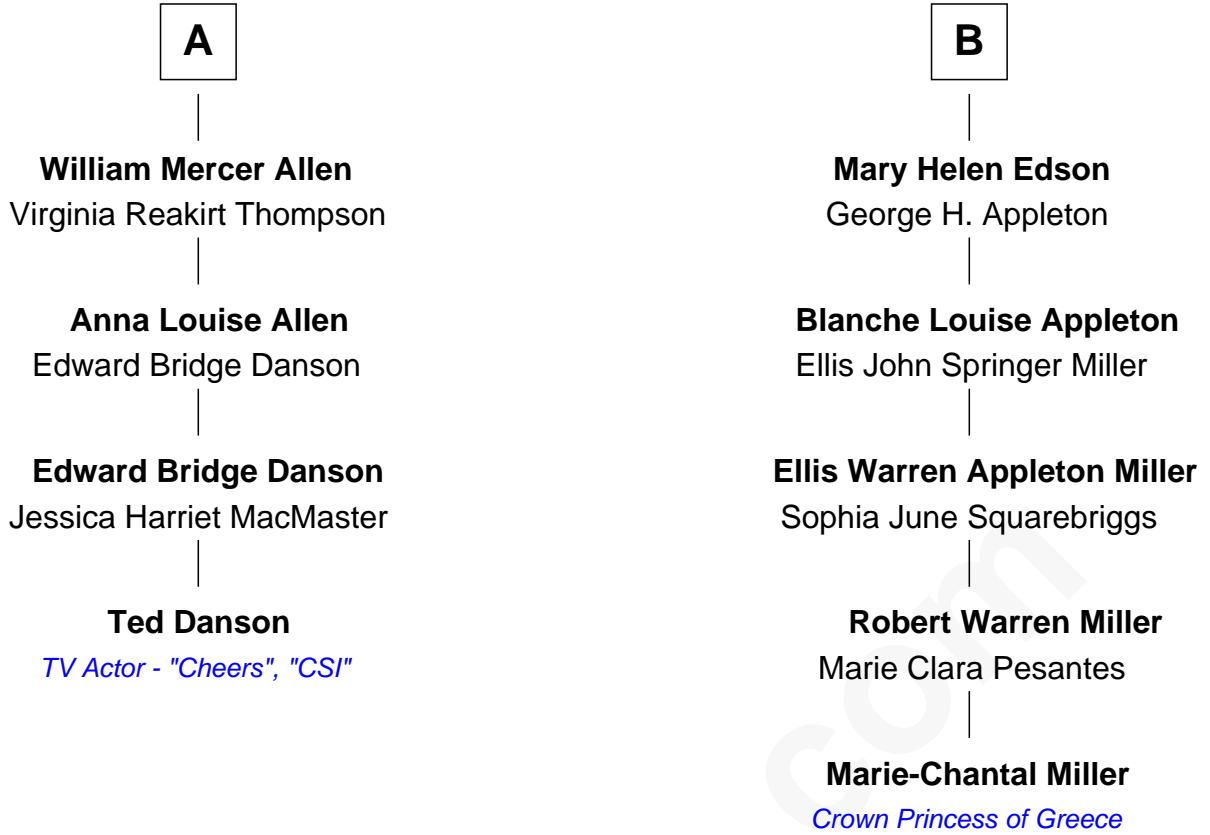 A
B
William Mercer Allen
Virginia Reakirt Thompson
Mary Helen Edson
George H. Appleton
Anna Louise Allen
Edward Bridge Danson
Blanche Louise Appleton
Ellis John Springer Miller
Edward Bridge Danson
Jessica Harriet MacMaster
Ellis Warren Appleton Miller
Sophia June Squarebriggs
Ted Danson
TV Actor - "Cheers", "CSI"
Robert Warren Miller
Marie Clara Pesantes
Marie-Chantal Miller
Crown Princess of Greece
com